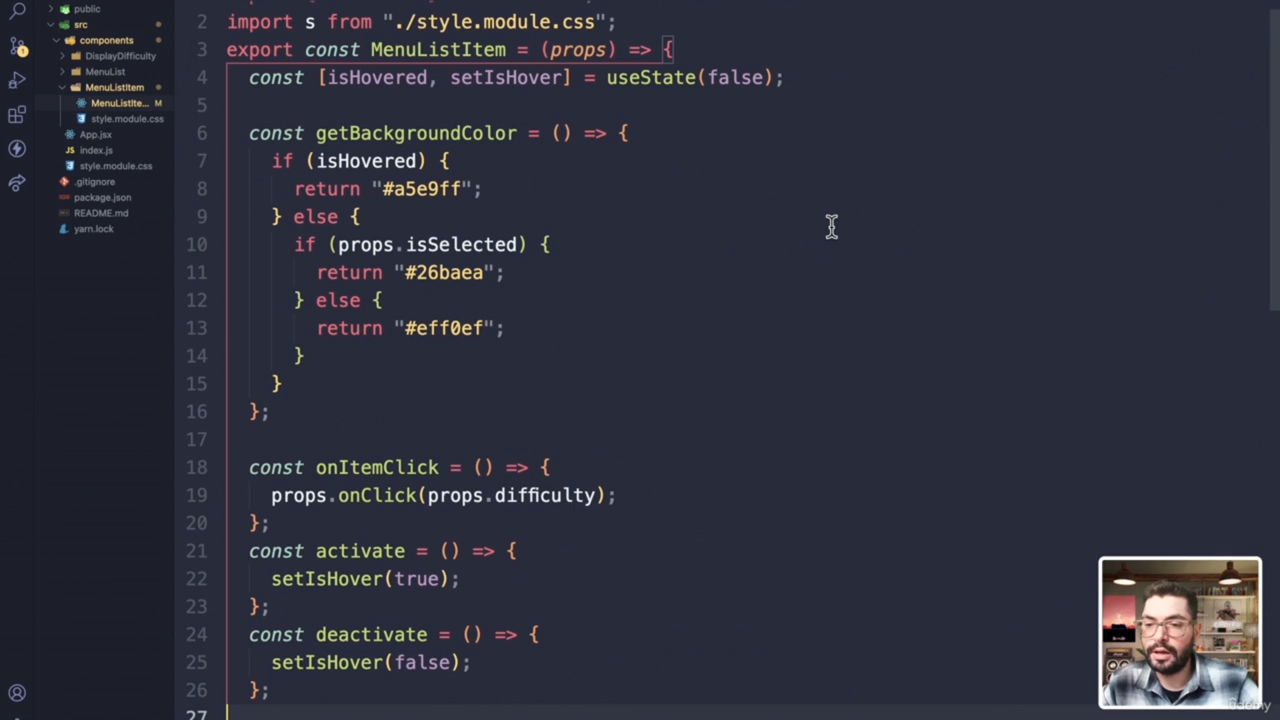 public
src
components
DisplayDifficulty
MenuList
MenuListItem
MenuListIte... M
style.module.css
App.jsx
index.js
style.module.css
.gitignore
package.json
README.md
yarn.lock
2 import s from "./style.module.css";
3 export const MenuListItem = (props) => {
4 const [isHovered, setIsHover] = useState(false);
5
6 const getBackgroundColor = () => {
7 if (isHovered) {
8 return "#a5e9ff";
9 } else {
10 if (props.isSelected) {
11 return "#26baea";
12 } else {
13 return "#eff0ef";
14 }
15 }
16 };
17
18 const onItemClick = () => {
19 props.onClick(props.difficulty);
20 };
21 const activate = () => {
22 setIsHover(true);
23 };
24 const deactivate = () => {
25 setIsHover(false);
26 };
27